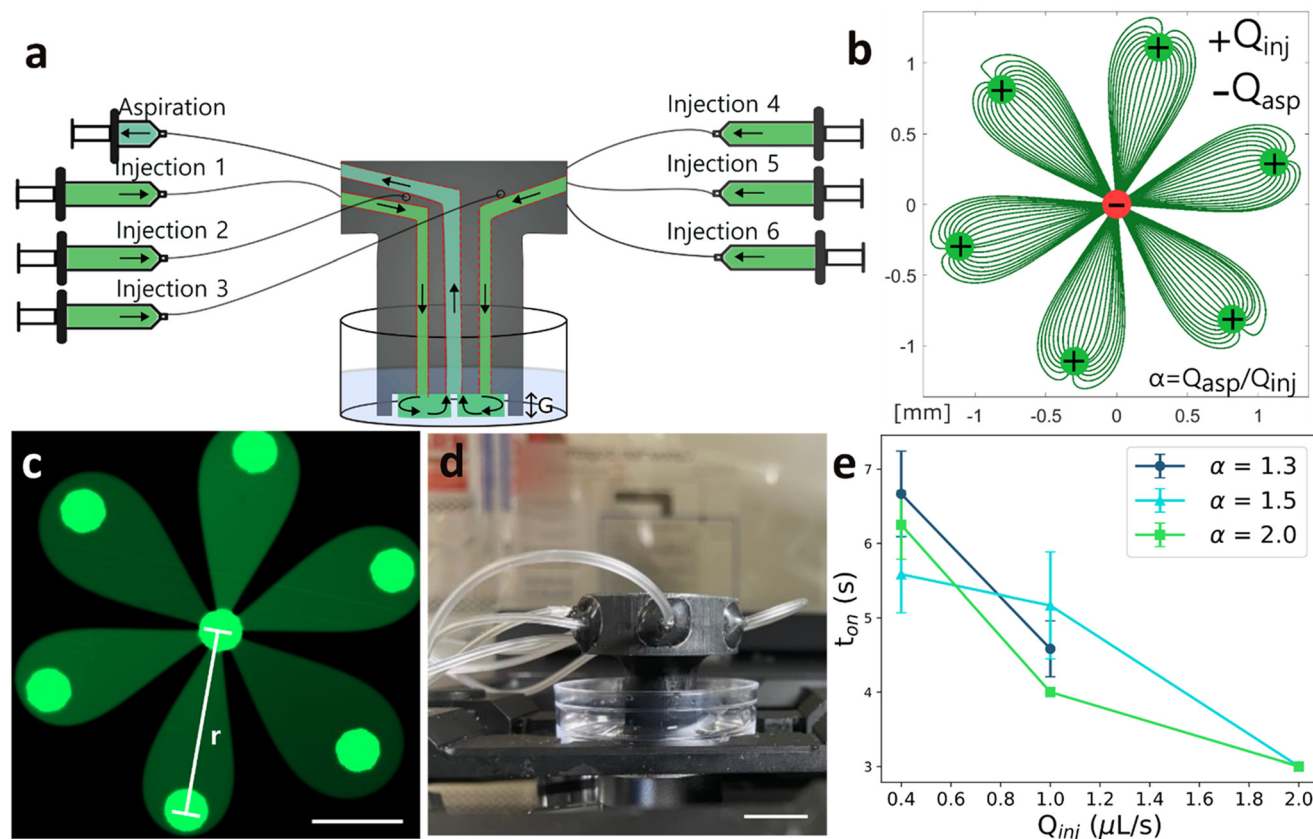 a
Aspiration
Injection 1
Injection 2
Injection 3
Injection 4
Injection 5
Injection 6
G
b
+Q_inj
-Q_asp
α=Q_asp/Q_inj
1
0.5
0
-0.5
-1
[mm] -1 -0.5 0 0.5 1
c
r
d
e
α = 1.3
α = 1.5
α = 2.0
t_on (s)
7
6
5
4
3
0.4 0.6 0.8 1.0 1.2 1.4 1.6 1.8 2.0
Q_inj (μL/s)